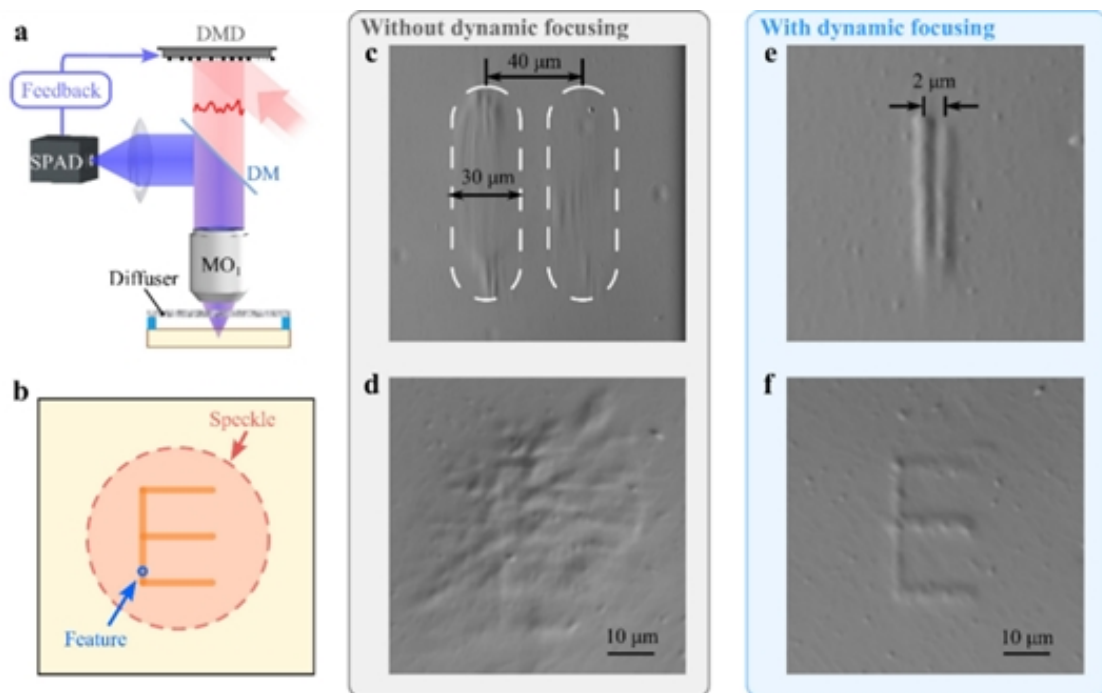 a
DMD
Feedback
SPAD
DM
MO₁
Diffuser
b
Speckle
Feature
Without dynamic focusing
c
40 μm
30 μm
d
10 μm
With dynamic focusing
e
2 μm
f
10 μm